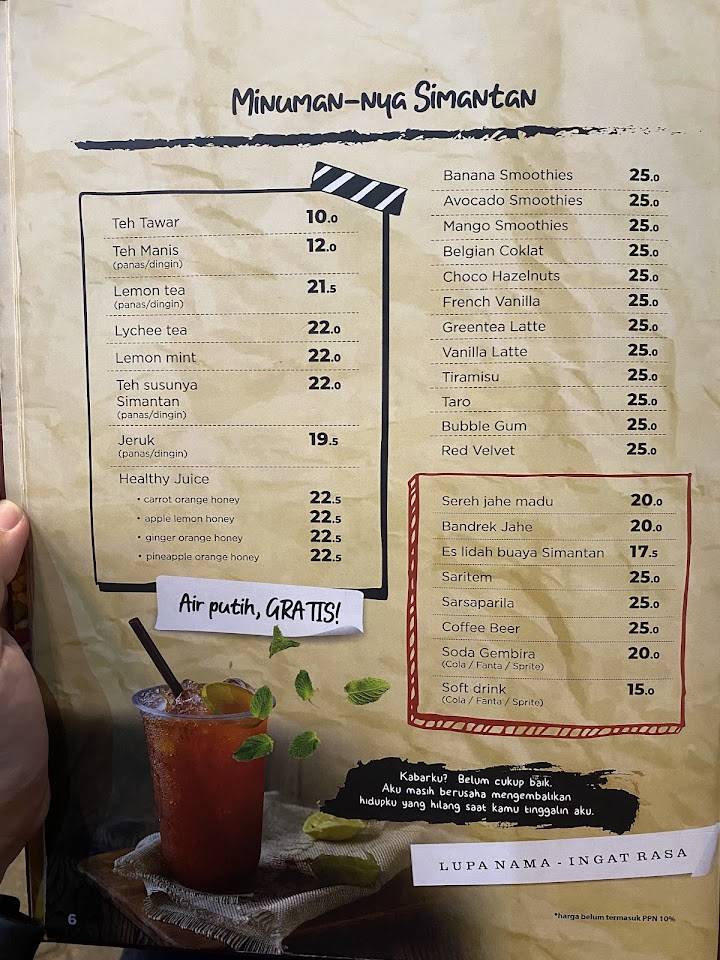 Minuman-nya Simantan
Teh Tawar 10.0
Teh Manis 12.0
(panas/dingin)
Lemon tea 21.5
(panas/dingin)
Lychee tea 22.0
Lemon mint 22.0
Teh susunya 22.0
Simantan
(panas/dingin)
Jeruk 19.5
(panas/dingin)
Healthy Juice
• carrot orange honey 22.5
• apple lemon honey 22.5
• ginger orange honey 22.5
• pineapple orange honey 22.5
Air putih, GRATIS!
Banana Smoothies 25.0
Avocado Smoothies 25.0
Mango Smoothies 25.0
Belgian Coklat 25.0
Choco Hazelnuts 25.0
French Vanilla 25.0
Greentea Latte 25.0
Vanilla Latte 25.0
Tiramisu 25.0
Taro 25.0
Bubble Gum 25.0
Red Velvet 25.0
Sereh jahe madu 20.0
Bandrek Jahe 20.0
Es lidah buaya Simantan 17.5
Saritem 25.0
Sarsaparila 25.0
Coffee Beer 25.0
Soda Gembira 20.0
(Cola / Fanta / Sprite)
Soft drink 15.0
(Cola / Fanta / Sprite)
Kabarku? Belum cukup baik.
Aku masih berusaha mengembalikan
hidupku yang hilang saat kamu tinggalin aku.
LUPA NAMA - INGAT RASA
*harga belum termasuk PPN 10%
6